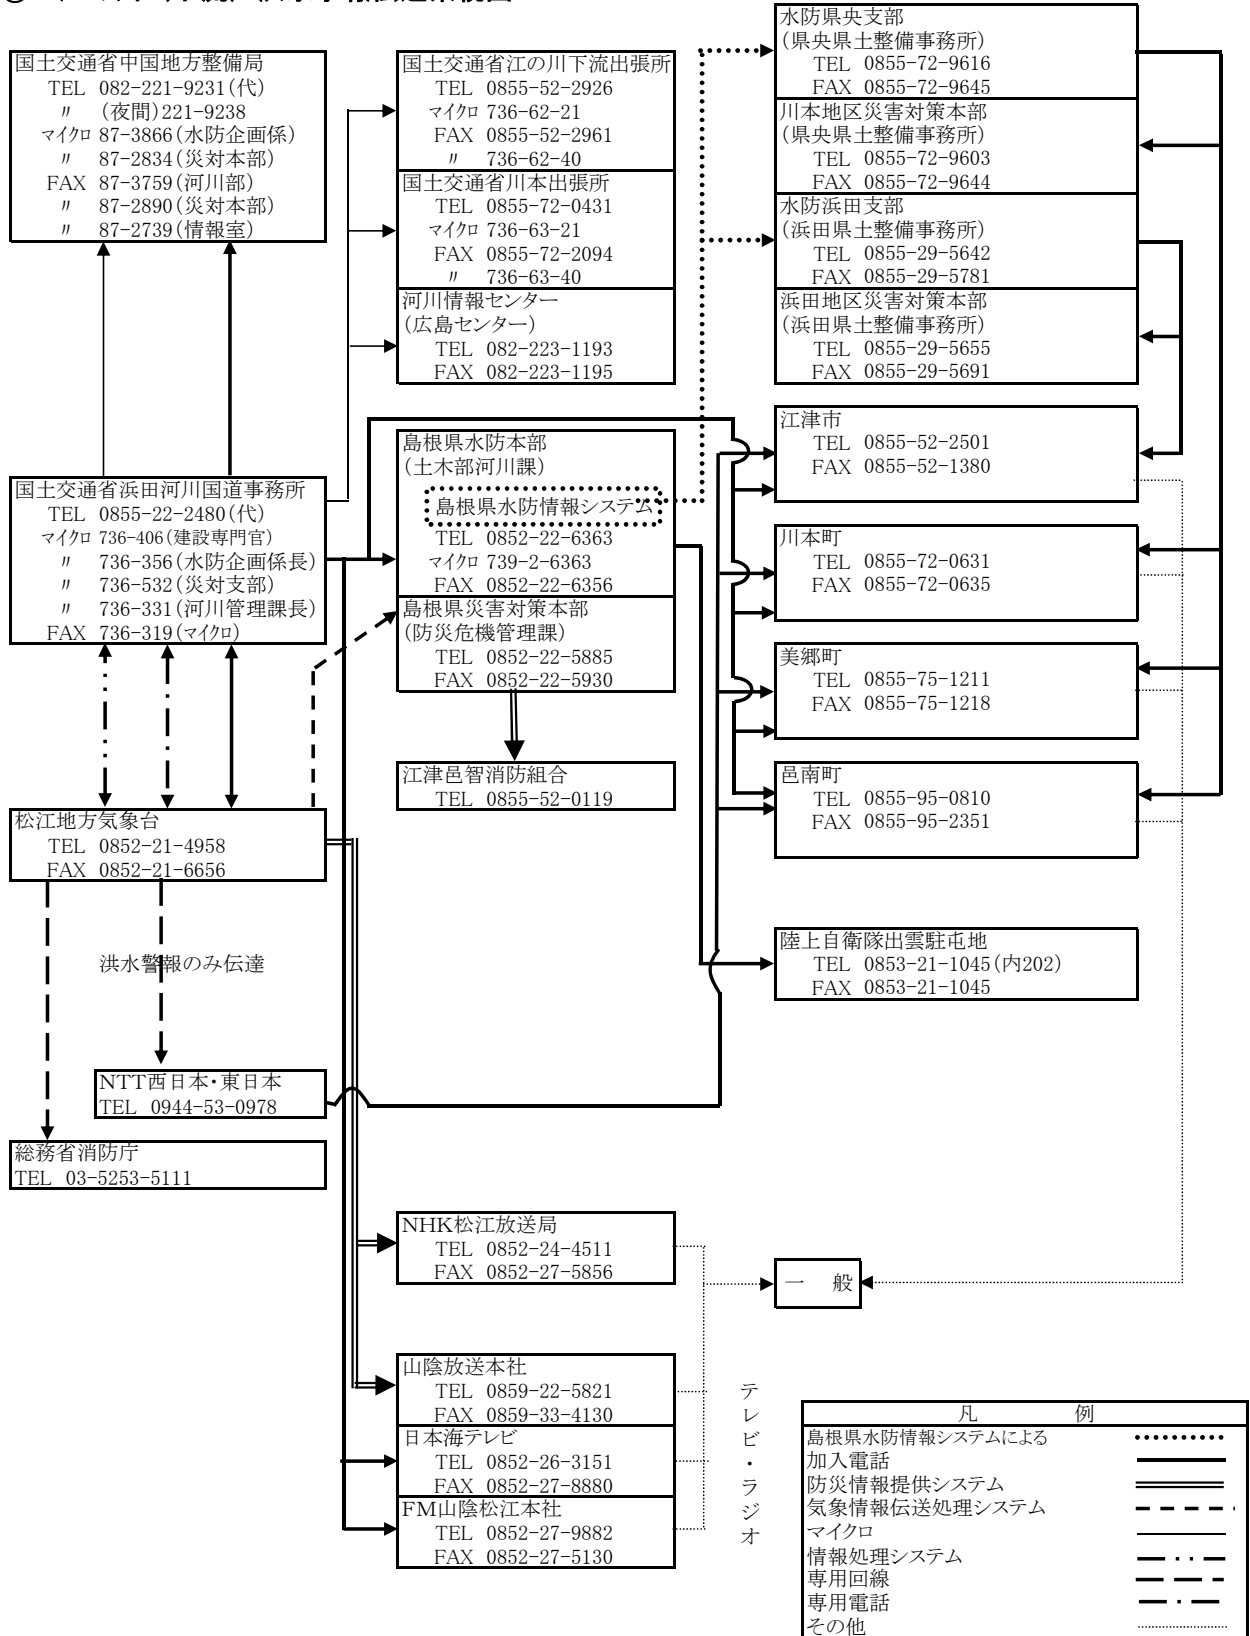 国土交通省中国地方整備局
TEL 082-221-9231(代)
〃 (夜間)221-9238
マイクロ 87-3866(水防企画係)
〃 87-2834(災対本部)
FAX 87-3759(河川部)
〃 87-2890(災対本部)
〃 87-2739(情報室)
国土交通省浜田河川国道事務所
TEL 0855-22-2480(代)
マイクロ 736-406(建設専門官)
〃 736-356(水防企画係長)
〃 736-532(災対支部)
〃 736-331(河川管理課長)
FAX 736-319(マイクロ)
松江地方気象台
TEL 0852-21-4958
FAX 0852-21-6656
洪水警報のみ伝達
NTT西日本・東日本
TEL 0944-53-0978
総務省消防庁
TEL 03-5253-5111
国土交通省江の川下流出張所
TEL 0855-52-2926
マイクロ 736-62-21
FAX 0855-52-2961
〃 736-62-40
国土交通省川本出張所
TEL 0855-72-0431
マイクロ 736-63-21
FAX 0855-72-2094
〃 736-63-40
河川情報センター
(広島センター)
TEL 082-223-1193
FAX 082-223-1195
島根県水防本部
(土木部河川課)
島根県水防情報システム
TEL 0852-22-6363
マイクロ 739-2-6363
FAX 0852-22-6356
島根県災害対策本部
(防災危機管理課)
TEL 0852-22-5885
FAX 0852-22-5930
江津邑智消防組合
TEL 0855-52-0119
NHK松江放送局
TEL 0852-24-4511
FAX 0852-27-5856
山陰放送本社
TEL 0859-22-5821
FAX 0859-33-4130
日本海テレビ
TEL 0852-26-3151
FAX 0852-27-8880
FM山陰松江本社
TEL 0852-27-9882
FAX 0852-27-5130
水防県央支部
(県央県土整備事務所)
TEL 0855-72-9616
FAX 0855-72-9645
川本地区災害対策本部
(県央県土整備事務所)
TEL 0855-72-9603
FAX 0855-72-9644
水防浜田支部
(浜田県土整備事務所)
TEL 0855-29-5642
FAX 0855-29-5781
浜田地区災害対策本部
(浜田県土整備事務所)
TEL 0855-29-5655
FAX 0855-29-5691
江津市
TEL 0855-52-2501
FAX 0855-52-1380
川本町
TEL 0855-72-0631
FAX 0855-72-0635
美郷町
TEL 0855-75-1211
FAX 0855-75-1218
邑南町
TEL 0855-95-0810
FAX 0855-95-2351
陸上自衛隊出雲駐屯地
TEL 0853-21-1045(内202)
FAX 0853-21-1045
一 般
テレビ・ラジオ
凡 例
島根県水防情報システムによる
加入電話
防災情報提供システム
気象情報伝送処理システム
マイクロ
情報処理システム
専用回線
専用電話
その他